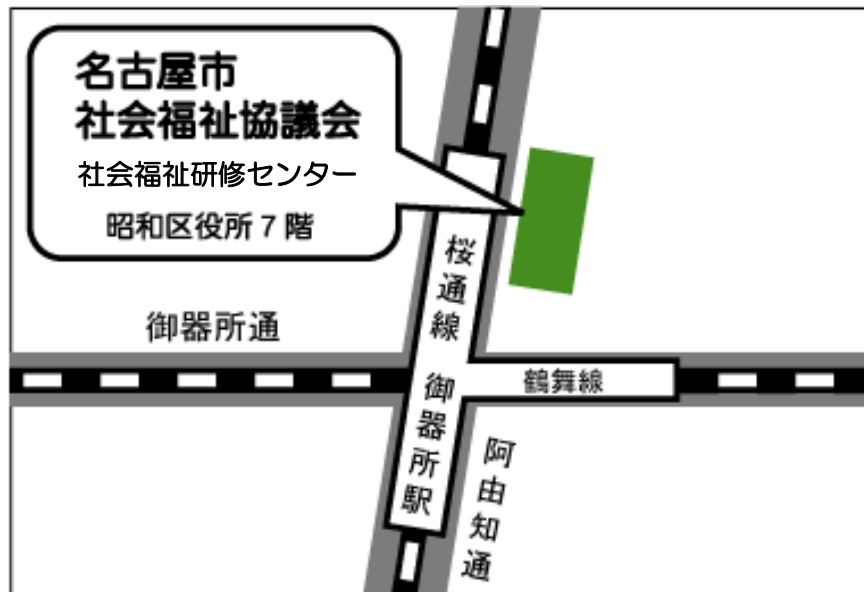 名古屋市
社会福祉協議会
社会福祉研修センター
昭和区役所7階
御器所通
桜通線 御器所駅
鶴舞線
阿由知通